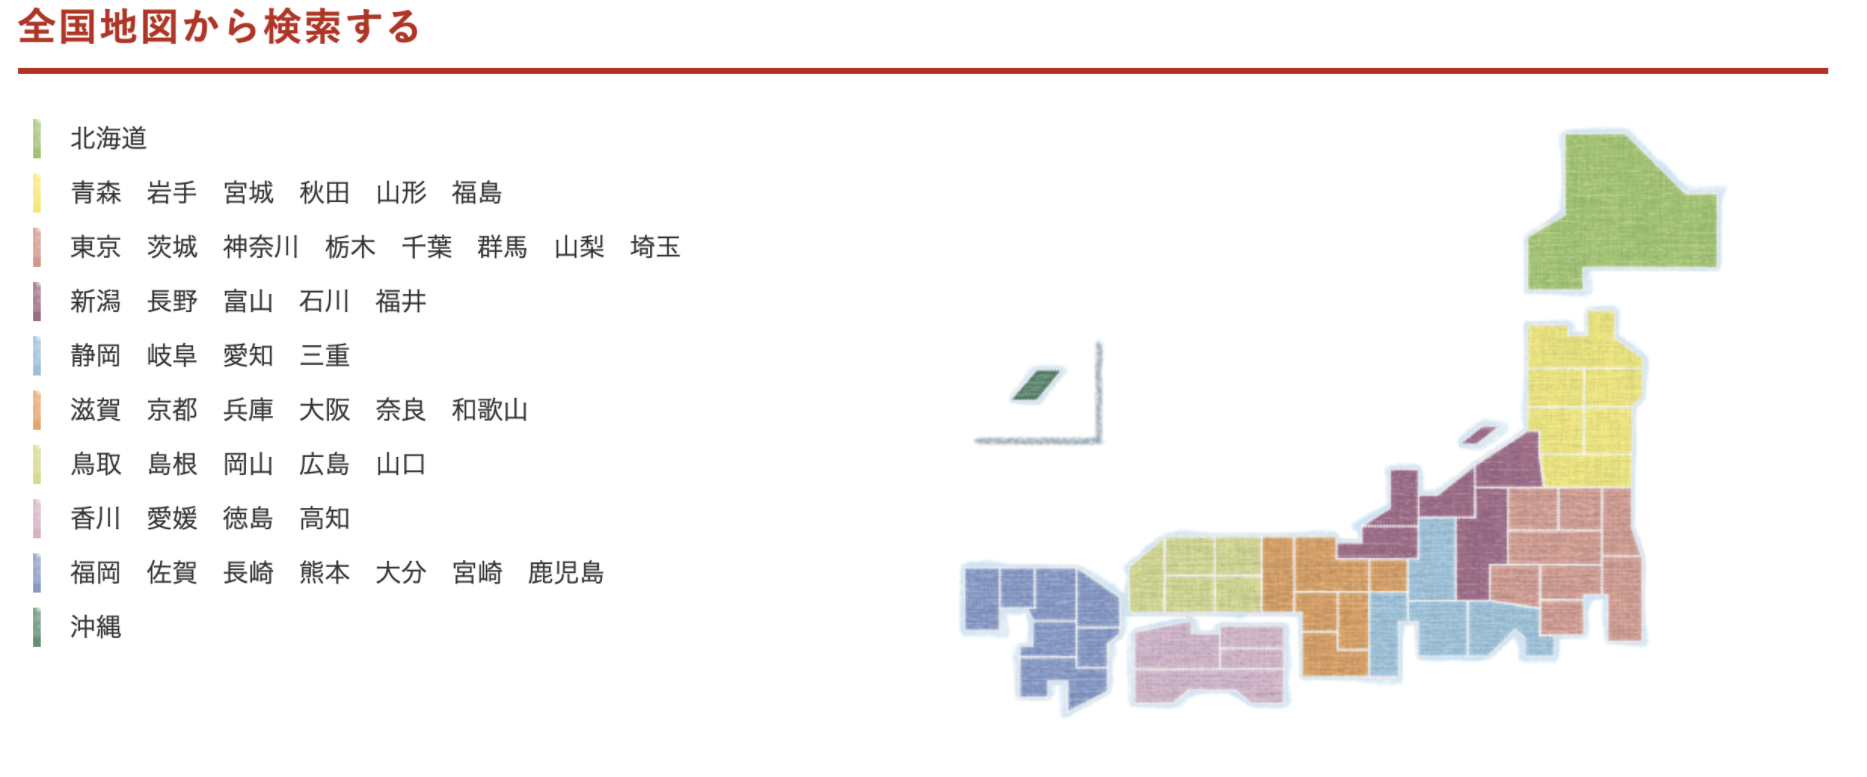 全国地図から検索する
北海道
青森　岩手　宮城　秋田　山形　福島
東京　茨城　神奈川　栃木　千葉　群馬　山梨　埼玉
新潟　長野　富山　石川　福井
静岡　岐阜　愛知　三重
滋賀　京都　兵庫　大阪　奈良　和歌山
鳥取　島根　岡山　広島　山口
香川　愛媛　徳島　高知
福岡　佐賀　長崎　熊本　大分　宮崎　鹿児島
沖縄